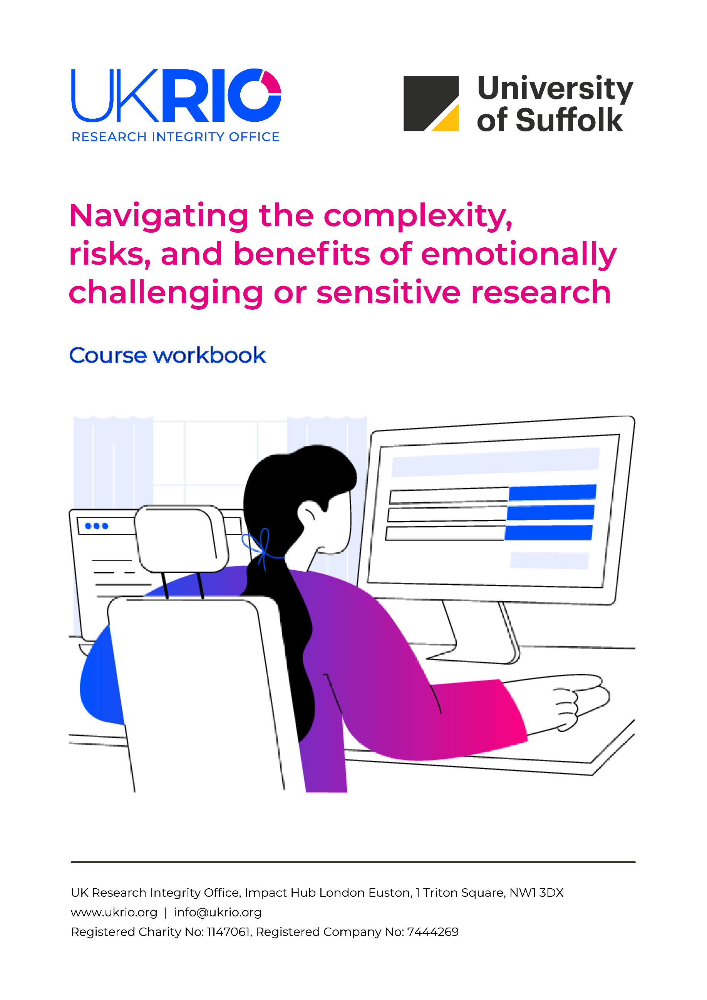 UKRIO
RESEARCH INTEGRITY OFFICE
University
of Suffolk
Navigating the complexity,
risks, and benefits of emotionally
challenging or sensitive research
Course workbook
UK Research Integrity Office, Impact Hub London Euston, 1 Triton Square, NW1 3DX
www.ukrio.org | info@ukrio.org
Registered Charity No: 1147061, Registered Company No: 7444269